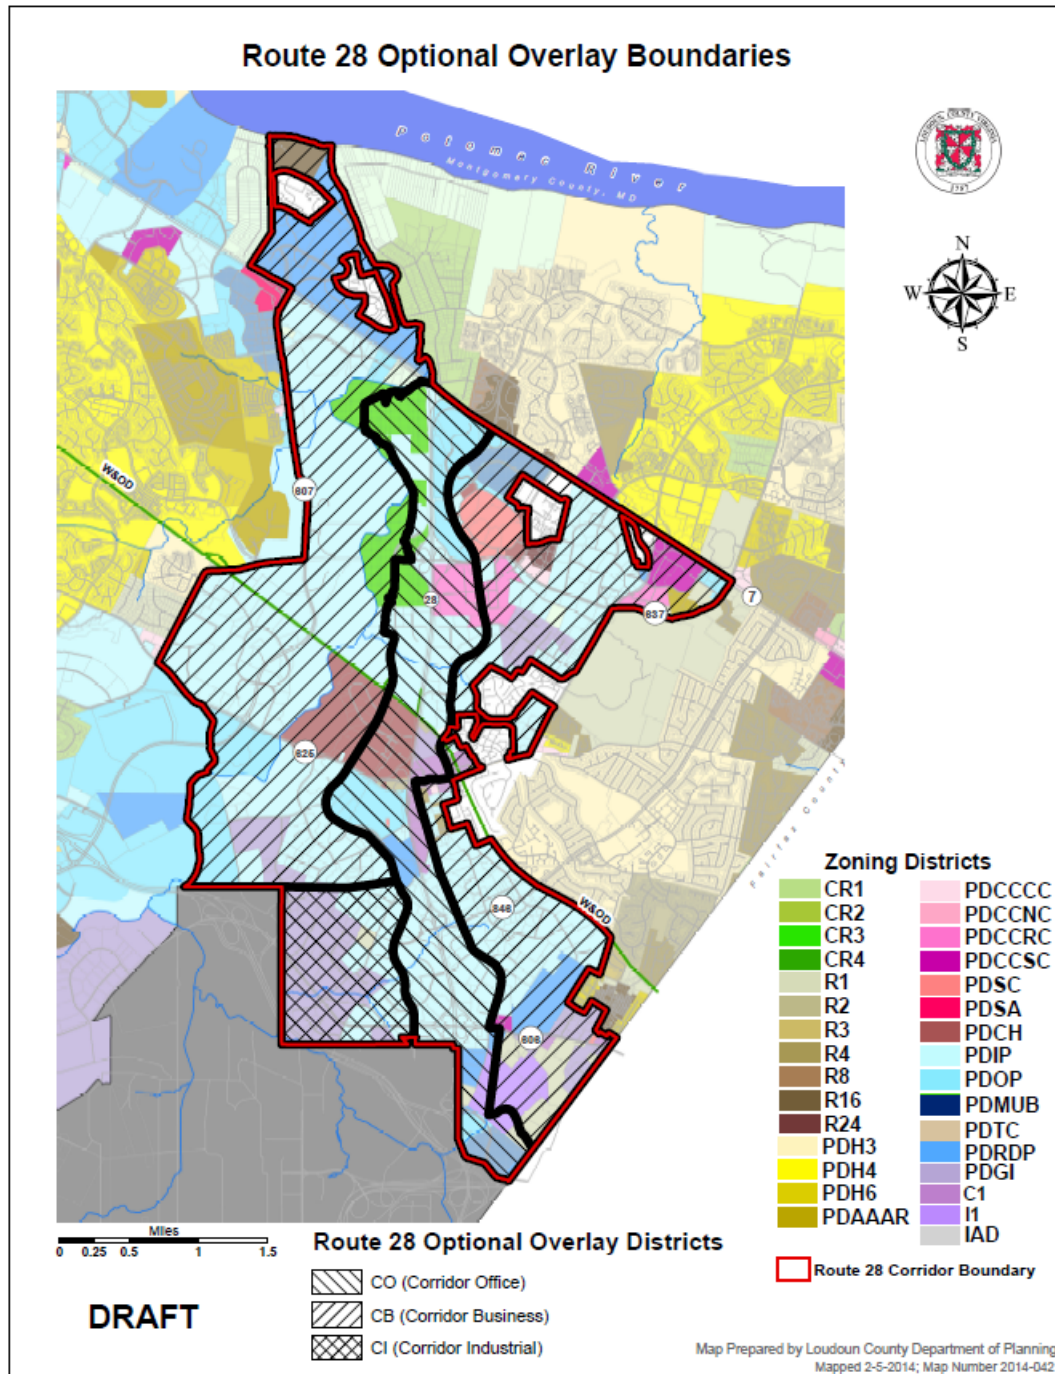 Route 28 Optional Overlay Boundaries
Potomac River
Montgomery County, MD
LOUDOUN COUNTY VIRGINIA
1757
N
W E
S
W&OD
607
28
7
637
625
846
W&OD
606
Fairfax County
Zoning Districts
CR1
CR2
CR3
CR4
R1
R2
R3
R4
R8
R16
R24
PDH3
PDH4
PDH6
PDAAAR
PDCCCC
PDCCNC
PDCCRC
PDCCSC
PDSC
PDSA
PDCH
PDIP
PDOP
PDMUB
PDTC
PDRDP
PDGI
C1
I1
IAD
Route 28 Corridor Boundary
Miles
0 0.25 0.5 1 1.5
Route 28 Optional Overlay Districts
CO (Corridor Office)
CB (Corridor Business)
CI (Corridor Industrial)
DRAFT
Map Prepared by Loudoun County Department of Planning
Mapped 2-5-2014; Map Number 2014-042